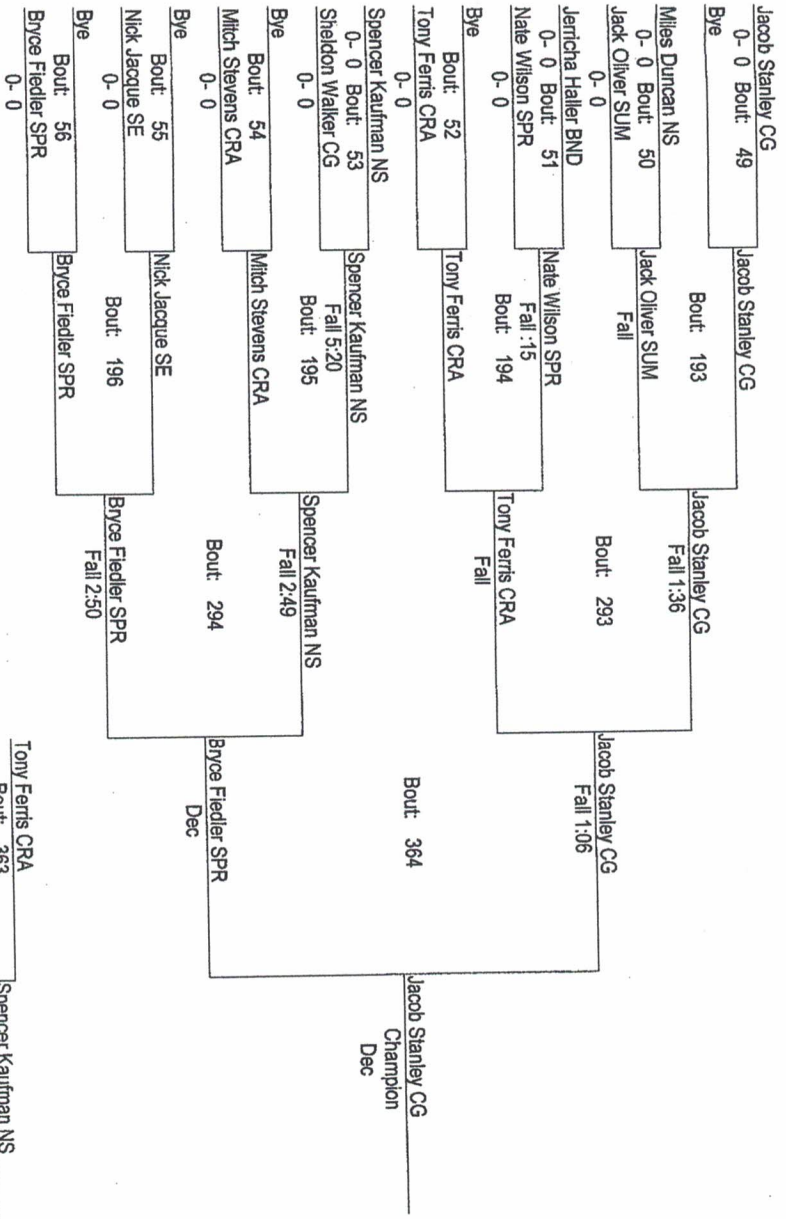 Jacob Stanley CG
0- 0 Bout: 49
Bye
Miles Duncan NS
0- 0 Bout: 50
Jack Oliver SUM
0- 0
Jerricha Haller BND
0- 0 Bout: 51
Nate Wilson SPR
0- 0
Bye
Bout: 52
Tony Ferris CRA
0- 0
Spencer Kaufman NS
0- 0 Bout: 53
Sheldon Walker CG
0- 0
Bye
Bout: 54
Mitch Stevens CRA
0- 0
Bye
Bout: 55
Nick Jacque SE
0- 0
Bye
Bout: 56
Bryce Fiedler SPR
0- 0
Jacob Stanley CG
Bout: 193
Jack Oliver SUM
Fall
Nate Wilson SPR
Fall :15
Bout: 194
Tony Ferris CRA
Spencer Kaufman NS
Fall 5:20
Bout: 195
Mitch Stevens CRA
Nick Jacque SE
Bout: 196
Bryce Fiedler SPR
Jacob Stanley CG
Fall 1:36
Bout: 293
Tony Ferris CRA
Fall
Spencer Kaufman NS
Fall 2:49
Bout: 294
Bryce Fiedler SPR
Fall 2:50
Jacob Stanley CG
Fall 1:06
Bout: 364
Bryce Fiedler SPR
Dec
Jacob Stanley CG
Champion
Dec
Tony Ferris CRA
Bout: 363
Spencer Kaufman NS